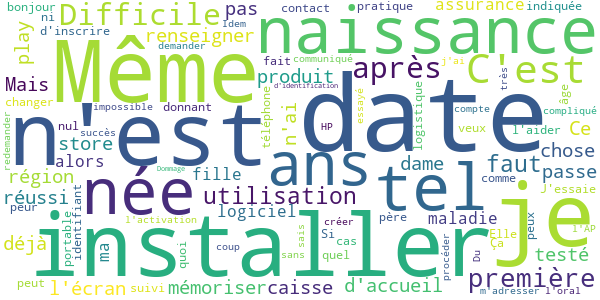 bonjour Difficile pas contact pratique assurance indiquée
ni Idem
d'inscrire renseigner naissance
play demander
Même fait communiqué j'ai très
Mais après C'est
produit
changer impossible donnant d'identification âge
n'est date
redemander nul succès téléphone n'ai HP essayé logistique compte compliqué
store veux l'aider Ce
alors ans dame faut chose
région fille tel comme passe
Dommage
réussi née utilisation J'essaie
peur identifiant logiciel père maladie peux je
l'activation créer Elle l'AP
déjà portable ma installer Si Ça testé
quoi coup sans sais cas procéder
quel Du
peut l'écran suivi mémoriser caisse d'accueil première
m'adresser l'oral